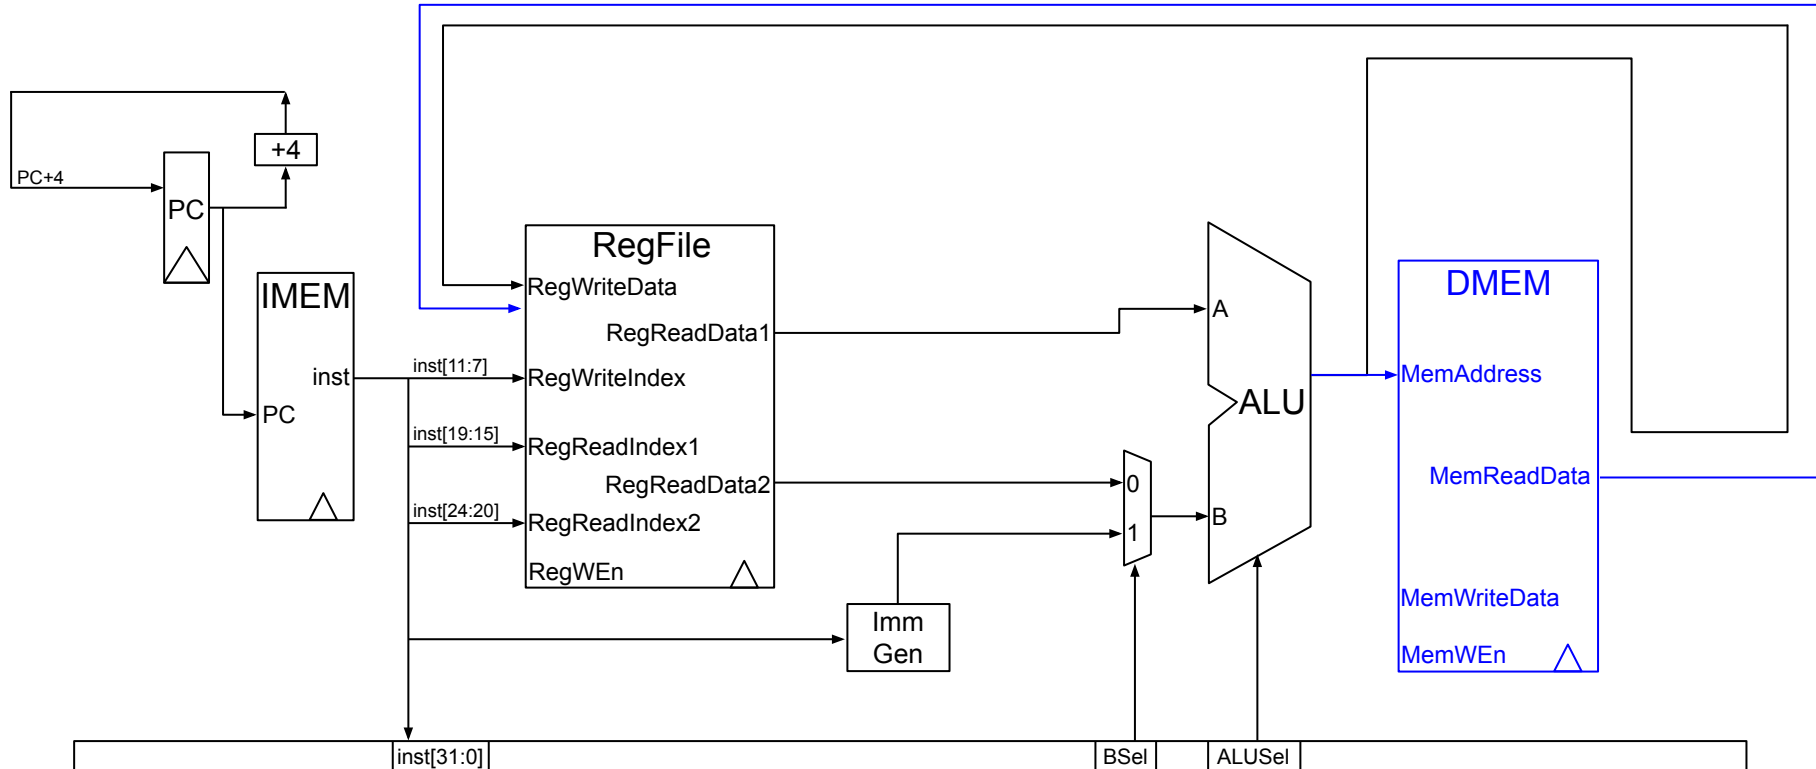 +4
PC+4
PC
IMEM
inst
PC
inst[11:7]
inst[19:15]
inst[24:20]
RegFile
RegWriteData
RegReadData1
RegWriteIndex
RegReadIndex1
RegReadData2
RegReadIndex2
RegWEn
Imm
Gen
0
1
A
ALU
B
DMEM
MemAddress
MemReadData
MemWriteData
MemWEn
inst[31:0]
BSel
ALUSel